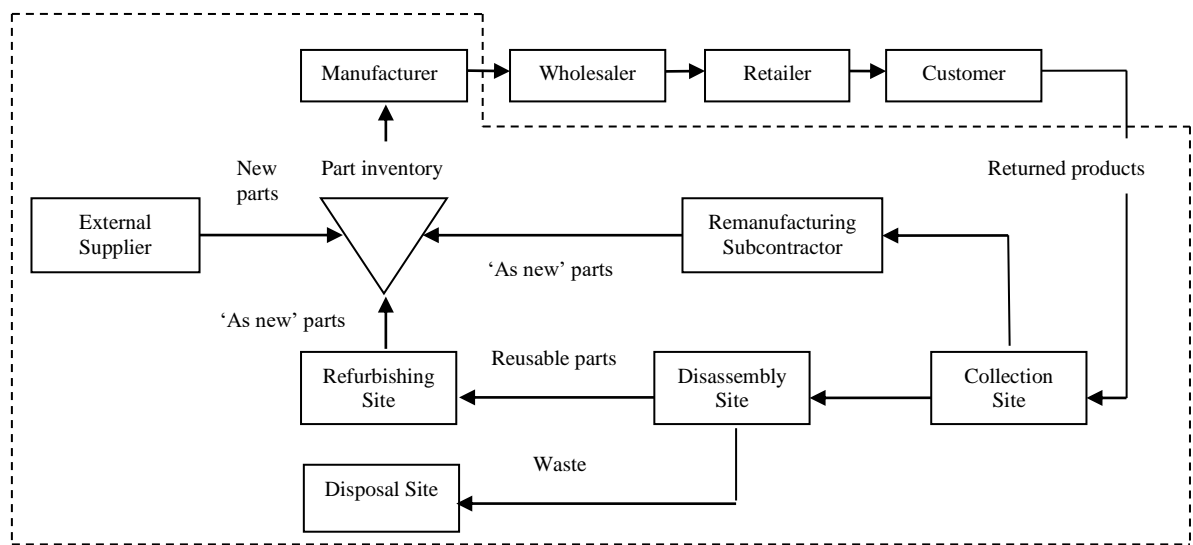 Manufacturer
Wholesaler
Retailer
Customer
New
parts
Part inventory
Returned products
External
Supplier
Remanufacturing
Subcontractor
‘As new’ parts
‘As new’ parts
Refurbishing
Site
Reusable parts
Disassembly
Site
Collection
Site
Waste
Disposal Site